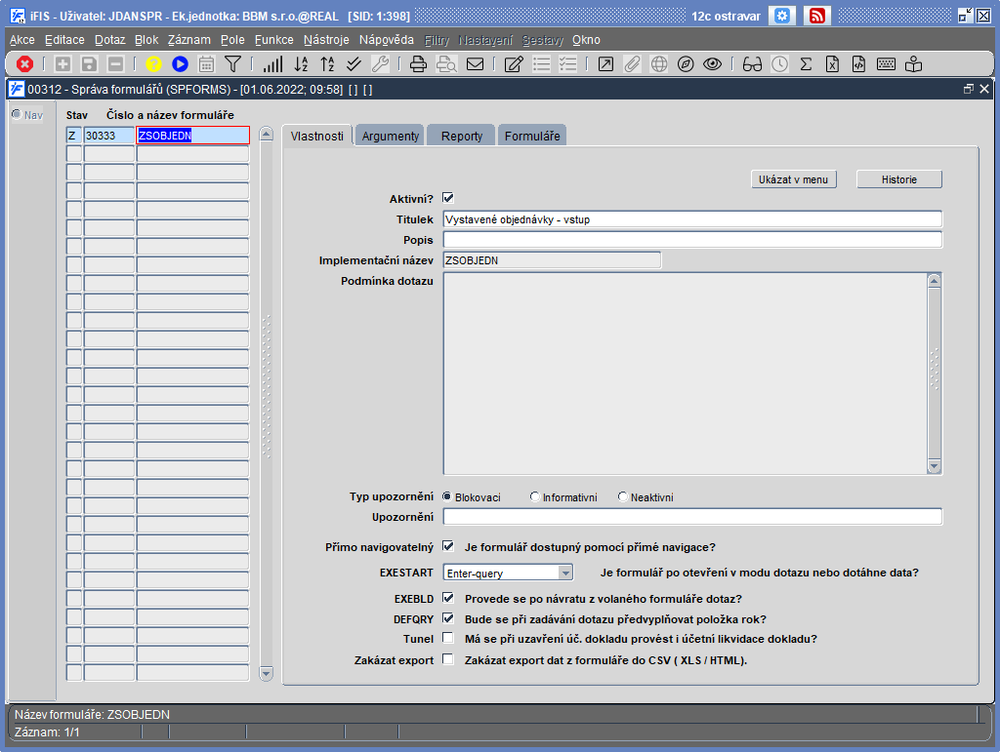 iFIS - Uživatel: JDANSPR - Ek.jednotka: BBM s.r.o.@REAL [SID: 1:398] 12c ostravar
Akce Editace Dotaz Blok Záznam Pole Funkce Nástroje Nápověda Filtry Nastavení Sestavy Okno
00312 - Správa formulářů (SPFORMS) - [01.06.2022; 09:58] [ ] [ ]
Nav
Stav Číslo a název formuláře
Z 30333 ZSOBJEDN
Vlastnosti Argumenty Reporty Formuláře
Ukázat v menu Historie
Aktivní?
Titulek Vystavené objednávky - vstup
Popis
Implementační název ZSOBJEDN
Podmínka dotazu
Typ upozornění Blokovaci Informativni Neaktivni
Upozornění
Přímo navigovatelný Je formulář dostupný pomocí přímé navigace?
EXESTART Enter-query Je formulář po otevření v modu dotazu nebo dotáhne data?
EXEBLD Provede se po návratu z volaného formuláře dotaz?
DEFQRY Bude se při zadávání dotazu předvyplňovat položka rok?
Tunel Má se při uzavření úč. dokladu provést i účetní likvidace dokladu?
Zakázat export Zakázat export dat z formuláře do CSV ( XLS / HTML).
Název formuláře: ZSOBJEDN
Záznam: 1/1